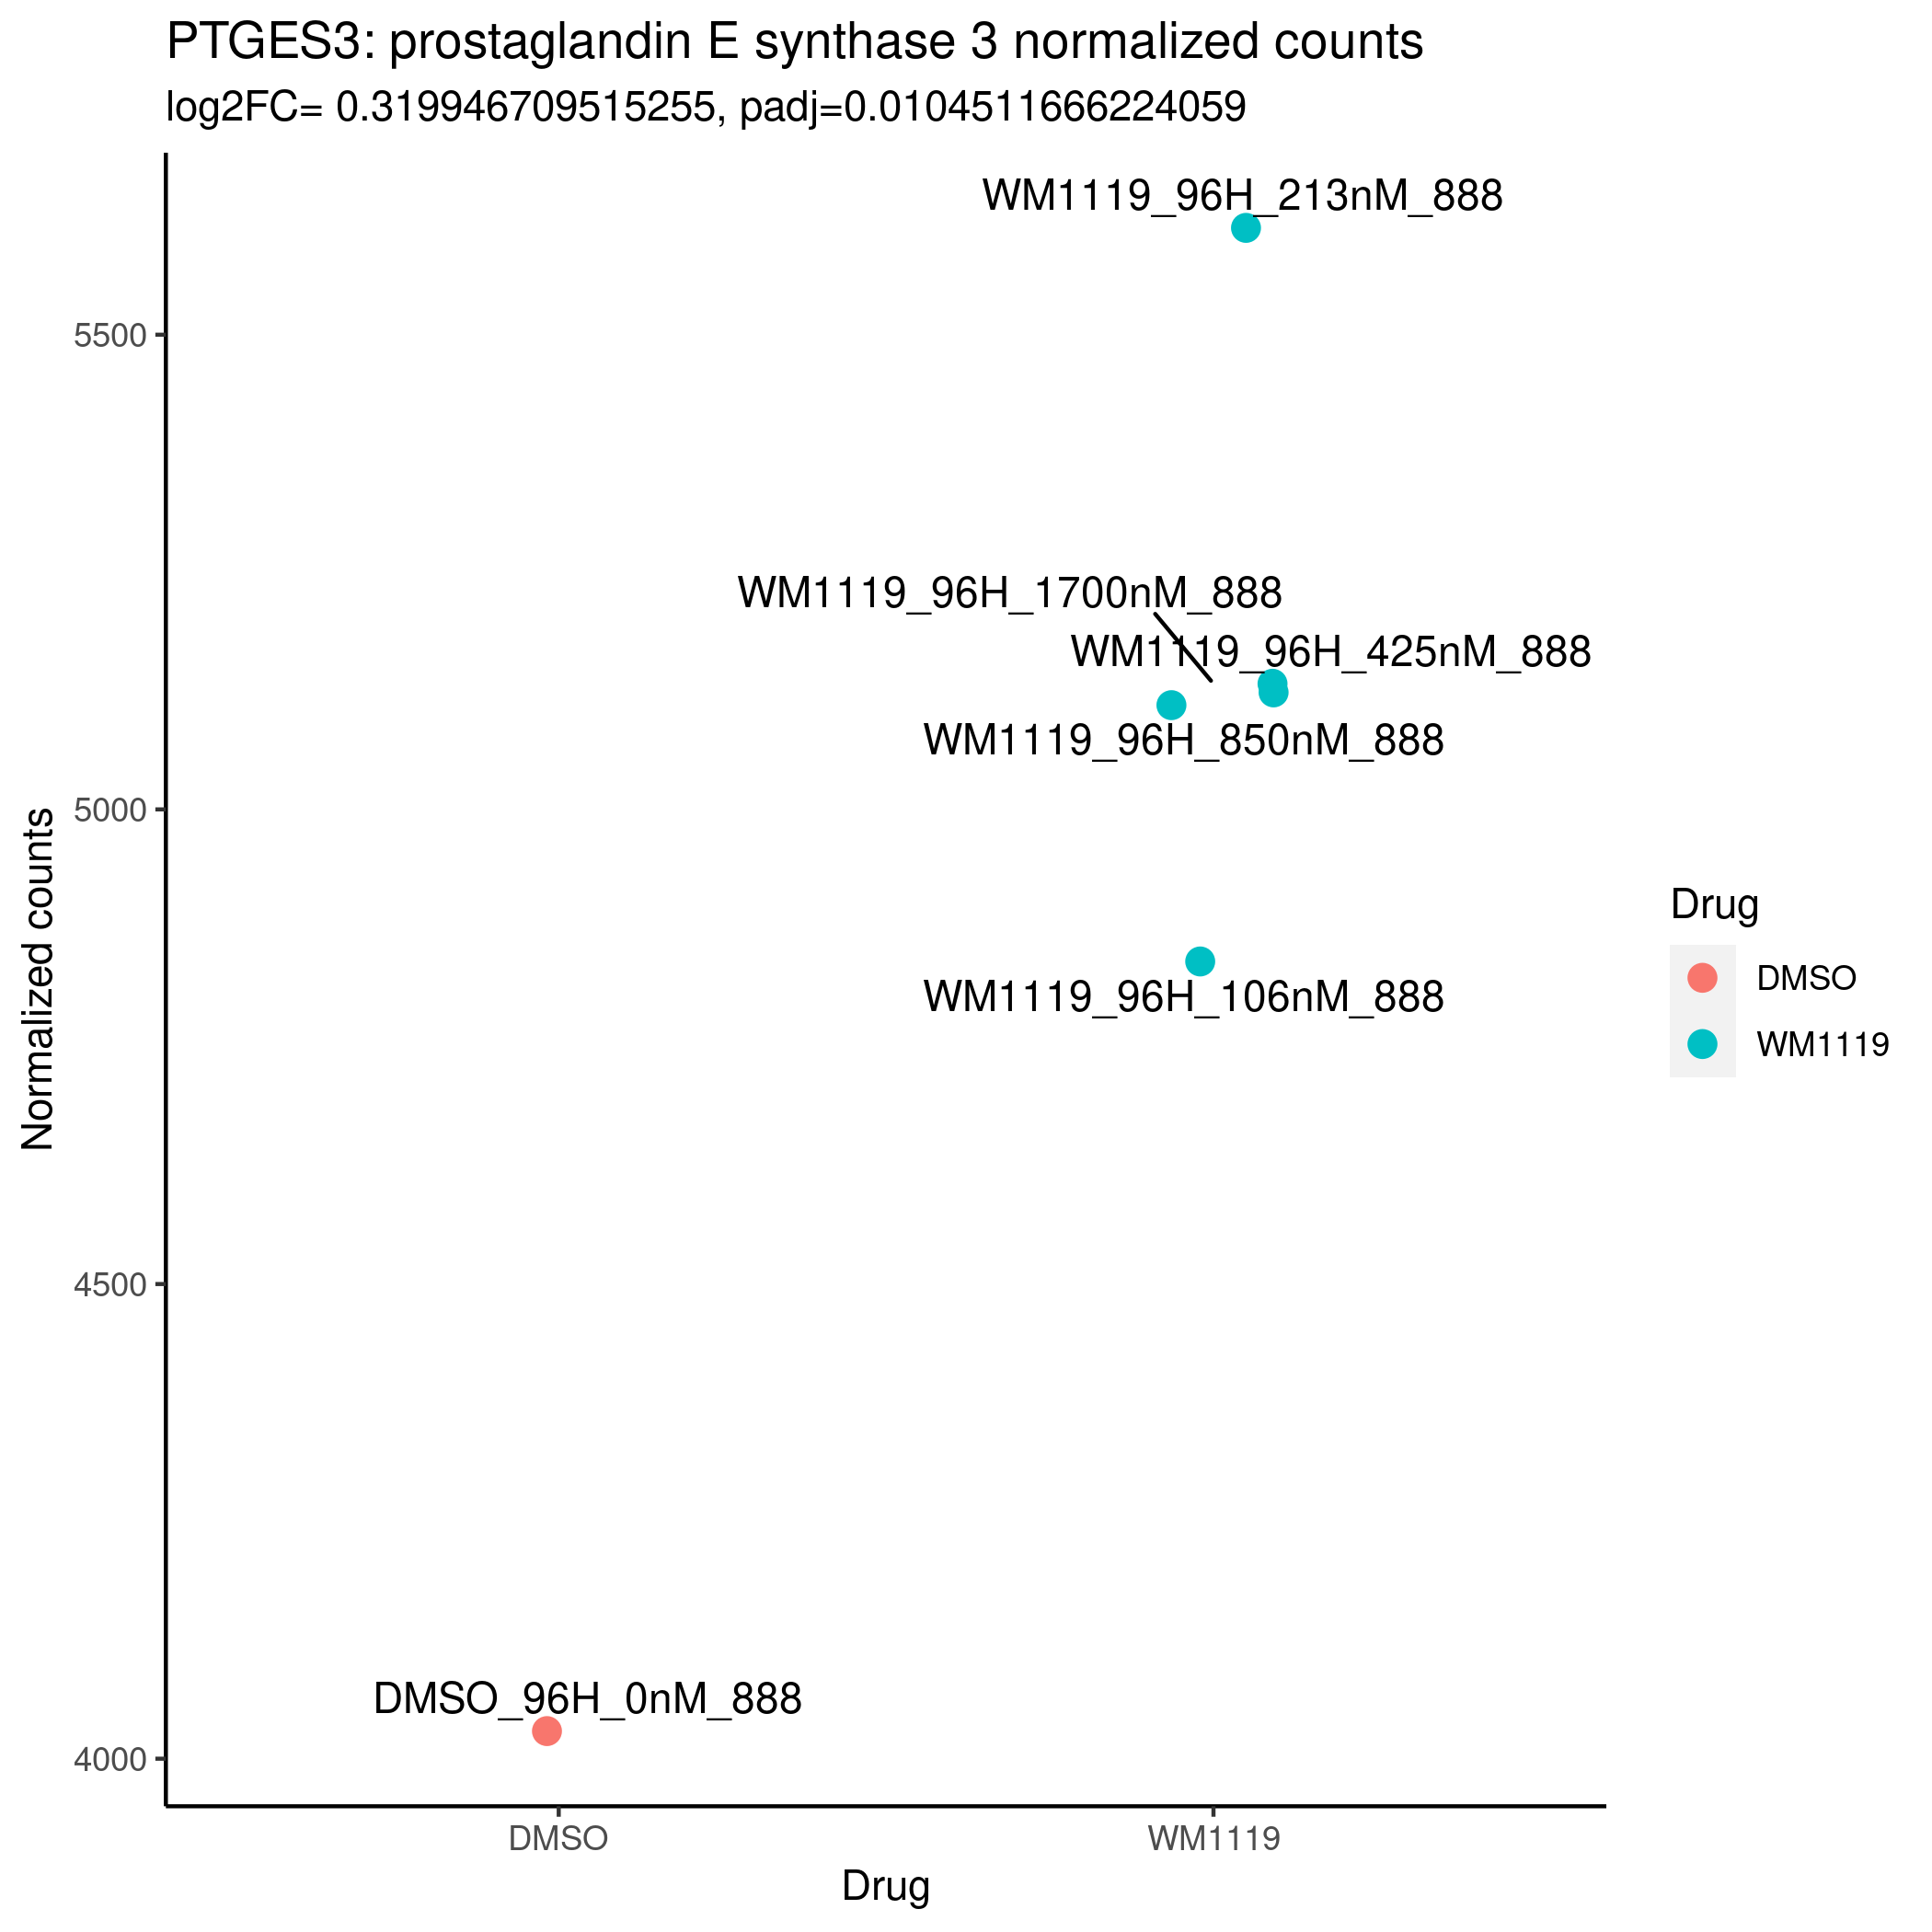 PTGES3: prostaglandin E synthase 3 normalized counts
log2FC= 0.319946709515255, padj=0.0104511666224059
WM1119_96H_213nM_888
5500
WM1119_96H_1700nM_888
WM1119_96H_425nM_888
WM1119_96H_850nM_888
5000
Normalized counts
Drug
DMSO
WM1119
WM1119_96H_106nM_888
4500
DMSO_96H_0nM_888
4000
DMSO
WM1119
Drug